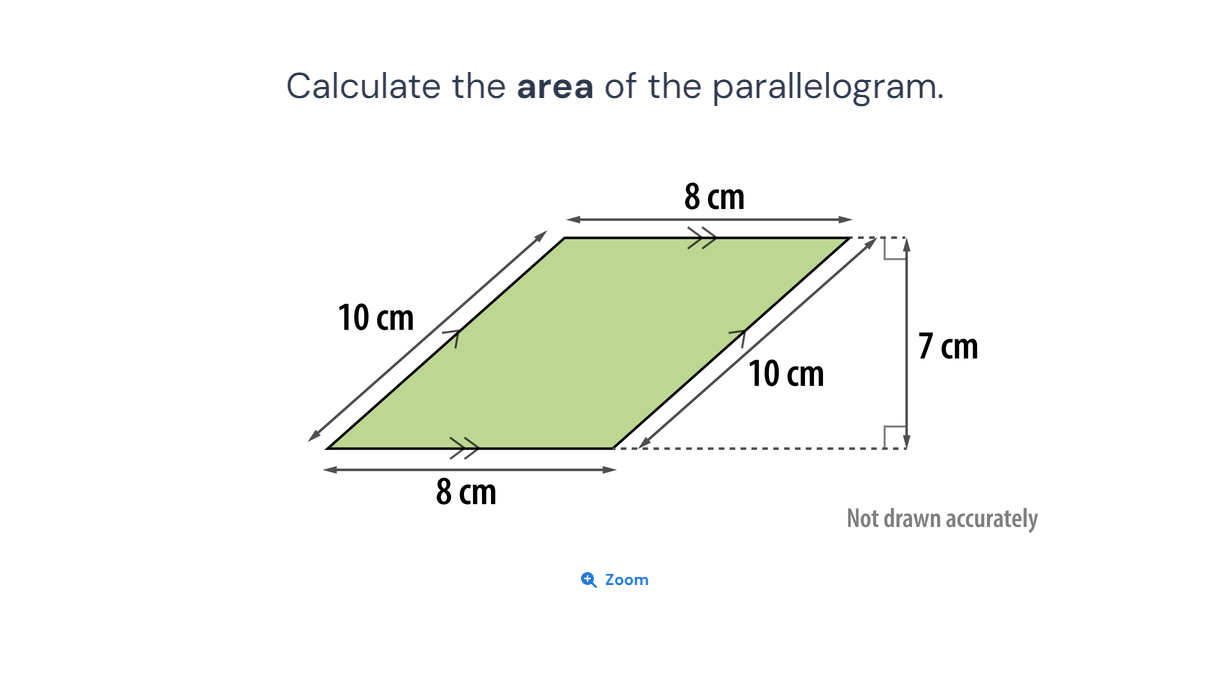 Calculate the area of the parallelogram.
8 cm
10 cm
7 cm
10 cm
8 cm
Not drawn accurately
Zoom